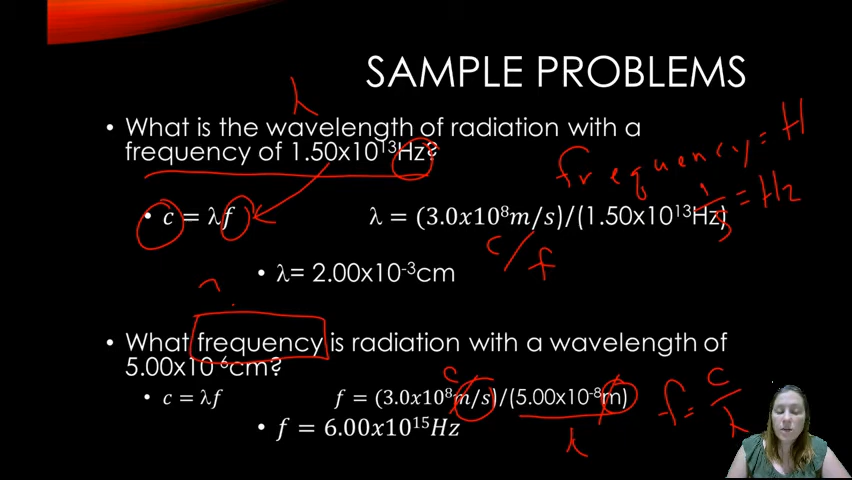 SAMPLE PROBLEMS
λ
• What is the wavelength of radiation with a
frequency of 1.50x10¹³Hz?
frequency = H
1/s = Hz
• c = λf
λ = (3.0x10⁸m/s)/(1.50x10¹³Hz)
c/f
• λ= 2.00x10⁻³cm
• What frequency is radiation with a wavelength of
5.00x10⁻⁶cm?
• c = λf
f = (3.0x10⁸m/s)/(5.00x10⁻⁸m)
c
λ
f = c/λ
• f = 6.00x10¹⁵Hz